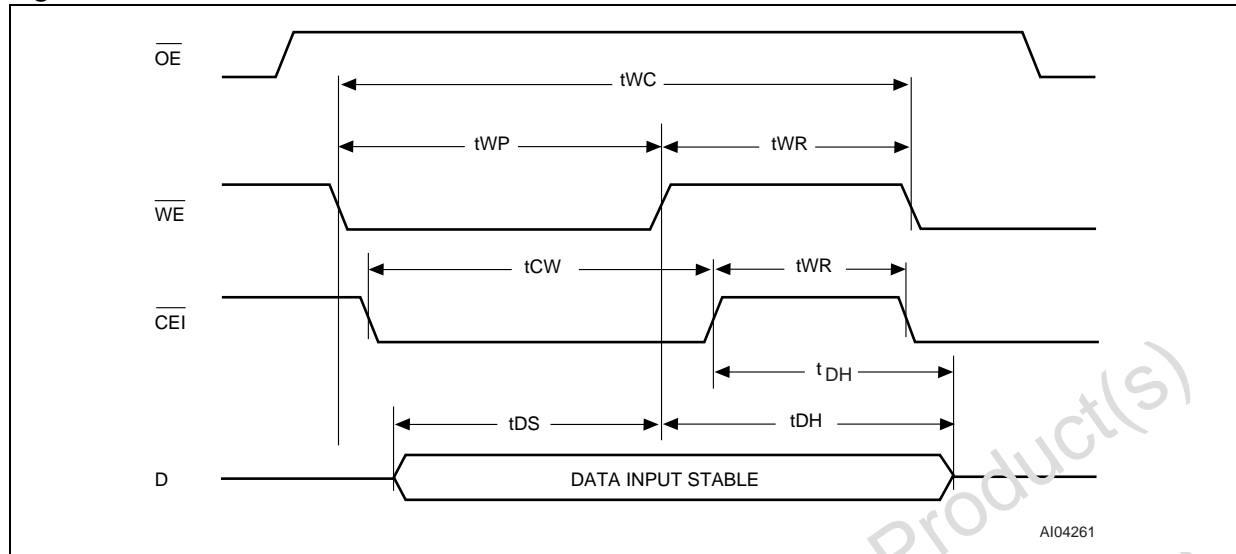 OE
tWC
tWP tWR
WE
tCW tWR
CEI
t DH
tDS tDH
D DATA INPUT STABLE
Product(s)
AI04261